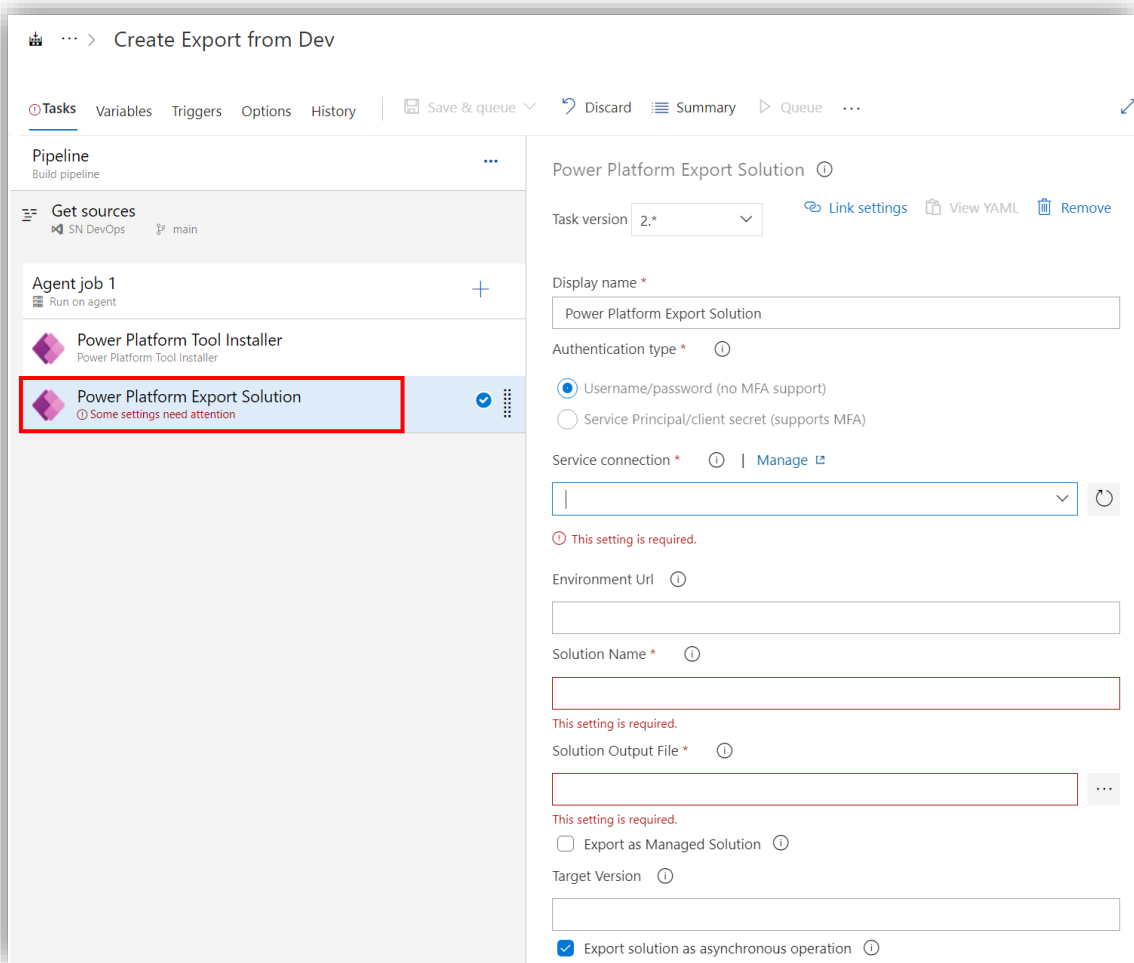 ··· > Create Export from Dev
Tasks Variables Triggers Options History Save & queue Discard Summary Queue ···
Pipeline ···
Build pipeline
Get sources
SN DevOps main
Agent job 1
Run on agent
Power Platform Tool Installer
Power Platform Tool Installer
Power Platform Export Solution
Some settings need attention
Power Platform Export Solution
Link settings View YAML Remove
Task version 2.*
Display name *
Power Platform Export Solution
Authentication type *
Username/password (no MFA support)
Service Principal/client secret (supports MFA)
Service connection * | Manage
This setting is required.
Environment Url
Solution Name *
This setting is required.
Solution Output File *
···
This setting is required.
Export as Managed Solution
Target Version
Export solution as asynchronous operation